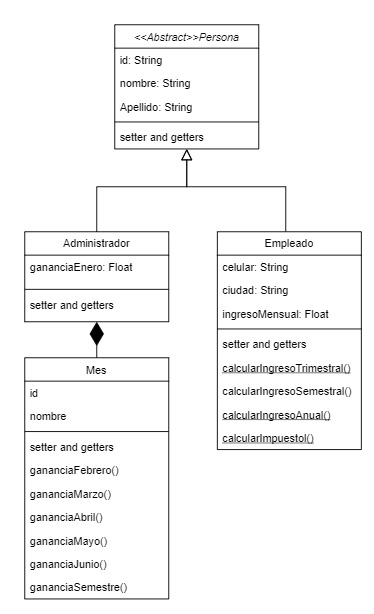 <<Abstract>>Persona
id: String
nombre: String
Apellido: String
setter and getters
Administrador
gananciaEnero: Float
setter and getters
Empleado
celular: String
ciudad: String
ingresoMensual: Float
setter and getters
calcularIngresoTrimestral()
calcularIngresoSemestral()
calcularIngresoAnual()
calcularImpuestol()
Mes
id
nombre
setter and getters
gananciaFebrero()
gananciaMarzo()
gananciaAbril()
gananciaMayo()
gananciaJunio()
gananciaSemestre()